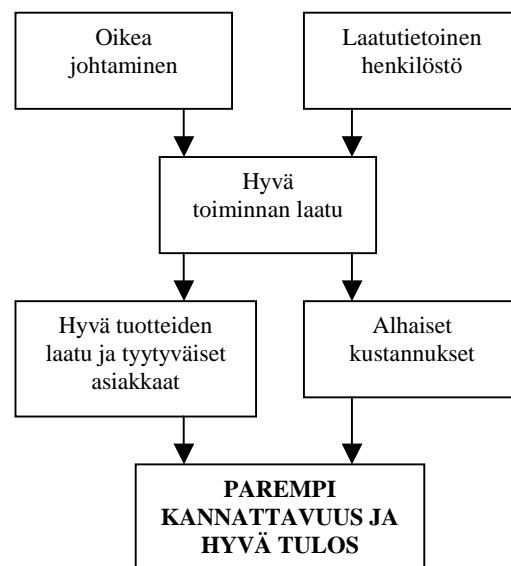 Oikea
johtaminen
Laatutietoinen
henkilöstö
Hyvä
toiminnan laatu
Hyvä tuotteiden
laatu ja tyytyväiset
asiakkaat
Alhaiset
kustannukset
PAREMPI
KANNATTAVUUS JA
HYVÄ TULOS